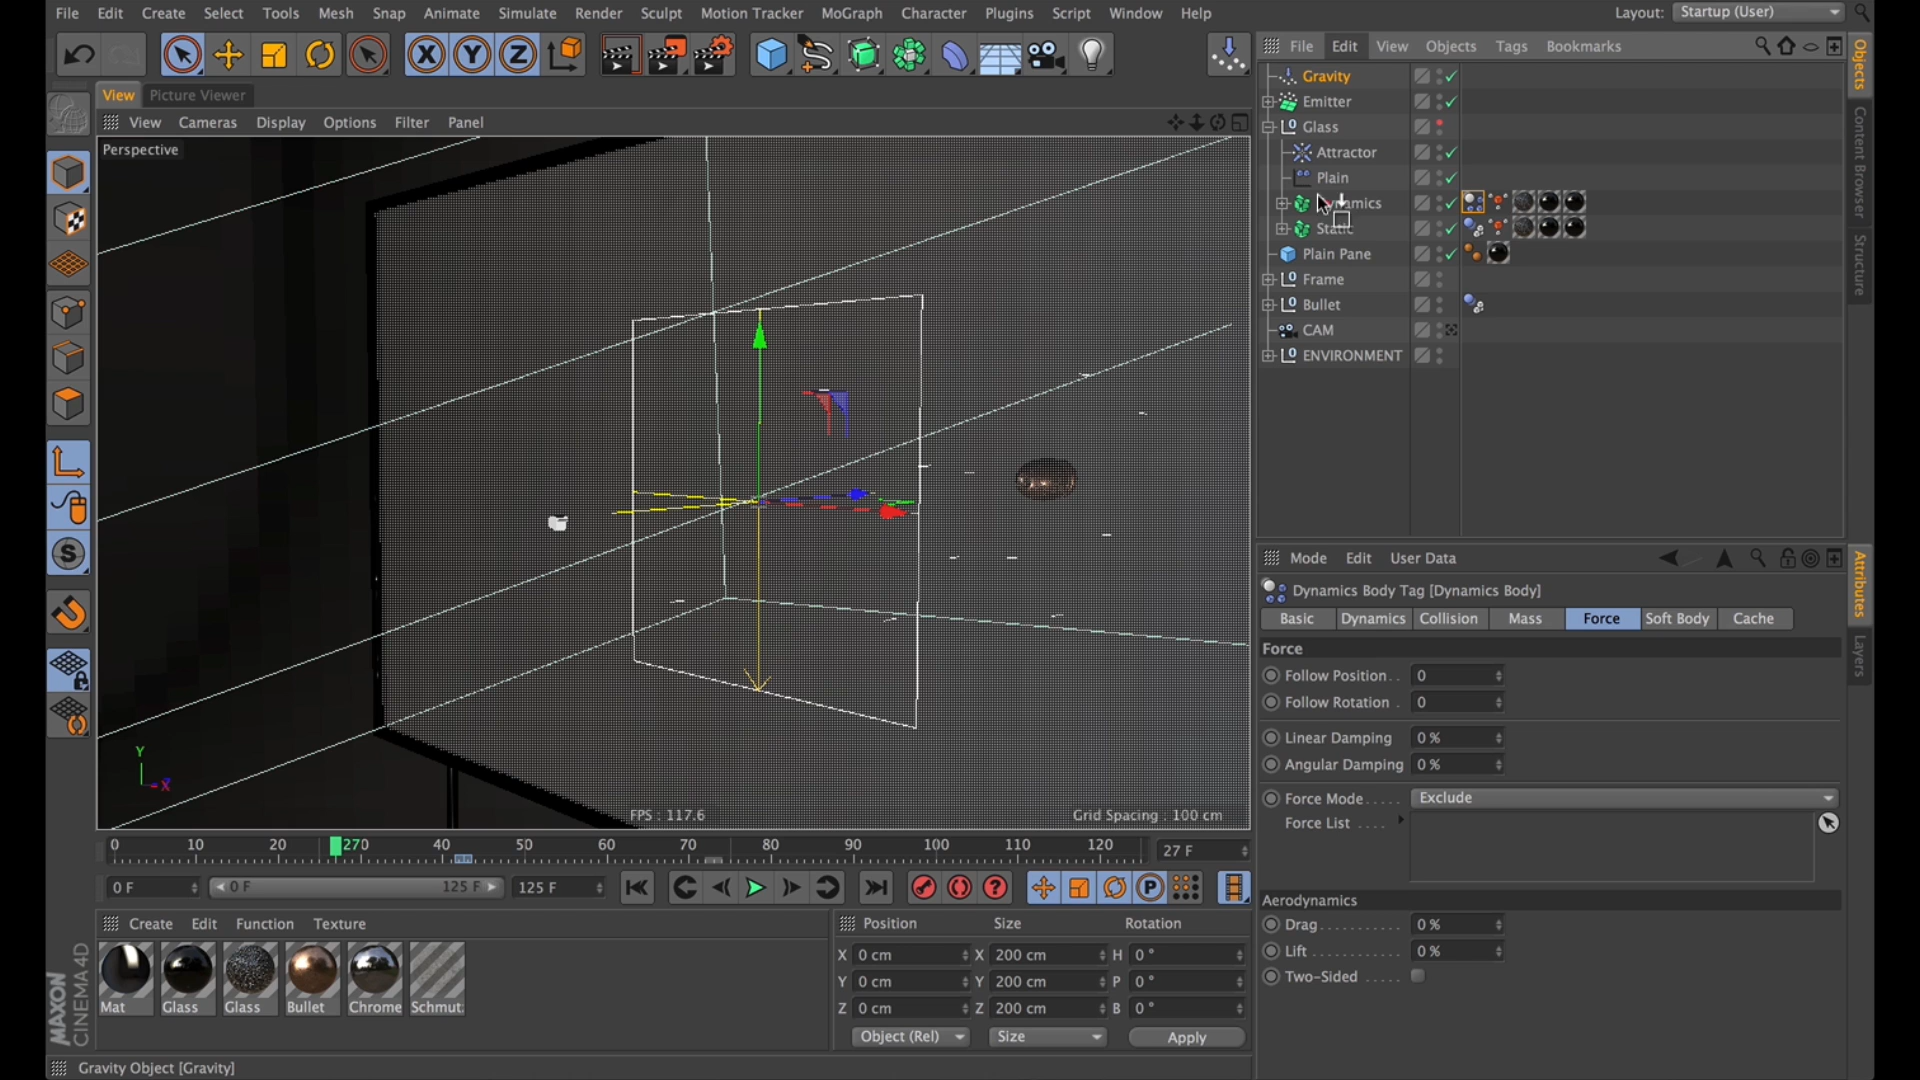 File Edit Create Select Tools Mesh Snap Animate Simulate Render Sculpt Motion Tracker MoGraph Character Plugins Script Window Help Layout: Startup (User)
X Y Z
View Picture Viewer
View Cameras Display Options Filter Panel
Perspective
Y
X
FPS : 117.6
Grid Spacing : 100 cm
0 10 20 270 40 50 60 70 80 90 100 110 120 27 F
0 F 0 F 125 F 125 F
P
Create Edit Function Texture
Mat Glass Glass Bullet Chrome Schmut
MAXON
CINEMA4D
Position Size Rotation
X 0 cm X 200 cm H 0 °
Y 0 cm Y 200 cm P 0 °
Z 0 cm Z 200 cm B 0 °
Object (Rel) Size Apply
Gravity Object [Gravity]
File Edit View Objects Tags Bookmarks
Gravity
Emitter
Glass
Attractor
Plain
Static
Plain Pane
Frame
Bullet
CAM
ENVIRONMENT
Objects
Content Browser
Structure
Mode Edit User Data
Dynamics Body Tag [Dynamics Body]
Basic Dynamics Collision Mass Force Soft Body Cache
Force
Follow Position . . 0
Follow Rotation . 0
Linear Damping 0 %
Angular Damping 0 %
Force Mode . . . . . Exclude
Force List . . . .
Aerodynamics
Drag . . . . . . . . . . . 0 %
Lift . . . . . . . . . . . . 0 %
Two-Sided . . . . .
Attributes
Layers